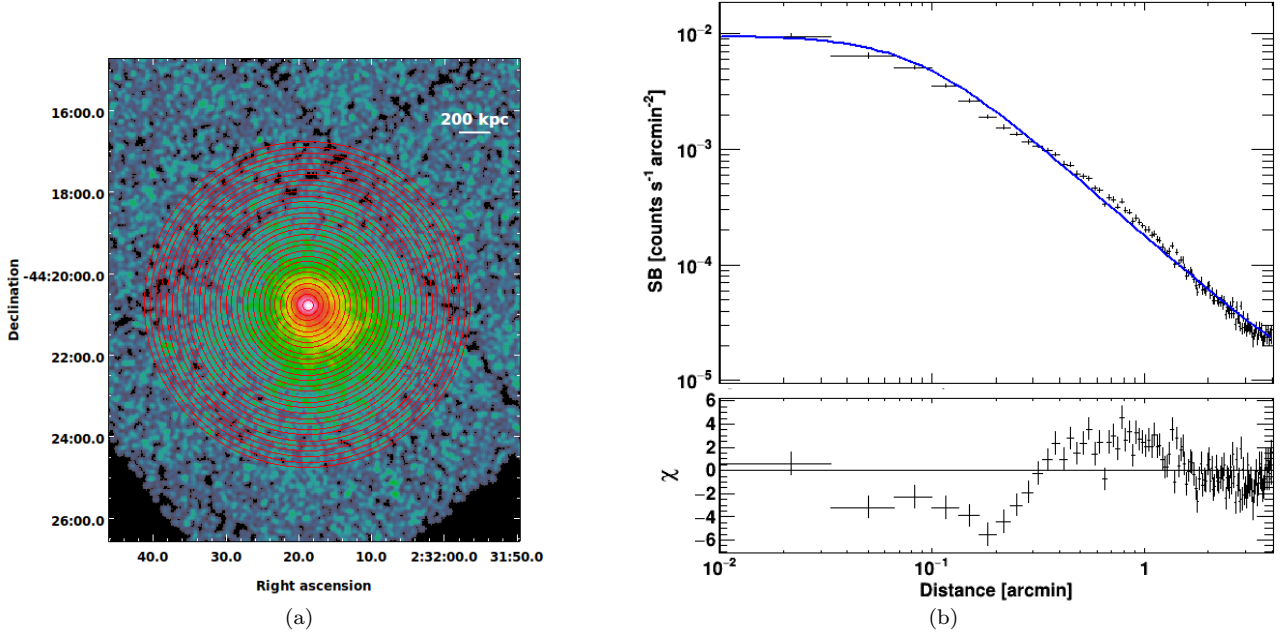 16:00.0
18:00.0
-44:20:00.0
22:00.0
24:00.0
26:00.0
Declination
200 kpc
40.0 30.0 20.0 10.0 2:32:00.0 31:50.0
Right ascension
(a)
10⁻²
10⁻³
10⁻⁴
10⁻⁵
SB [counts s⁻¹ arcmin⁻²]
6
4
2
0
−2
−4
−6
χ
10⁻² 10⁻¹ 1
Distance [arcmin]
(b)